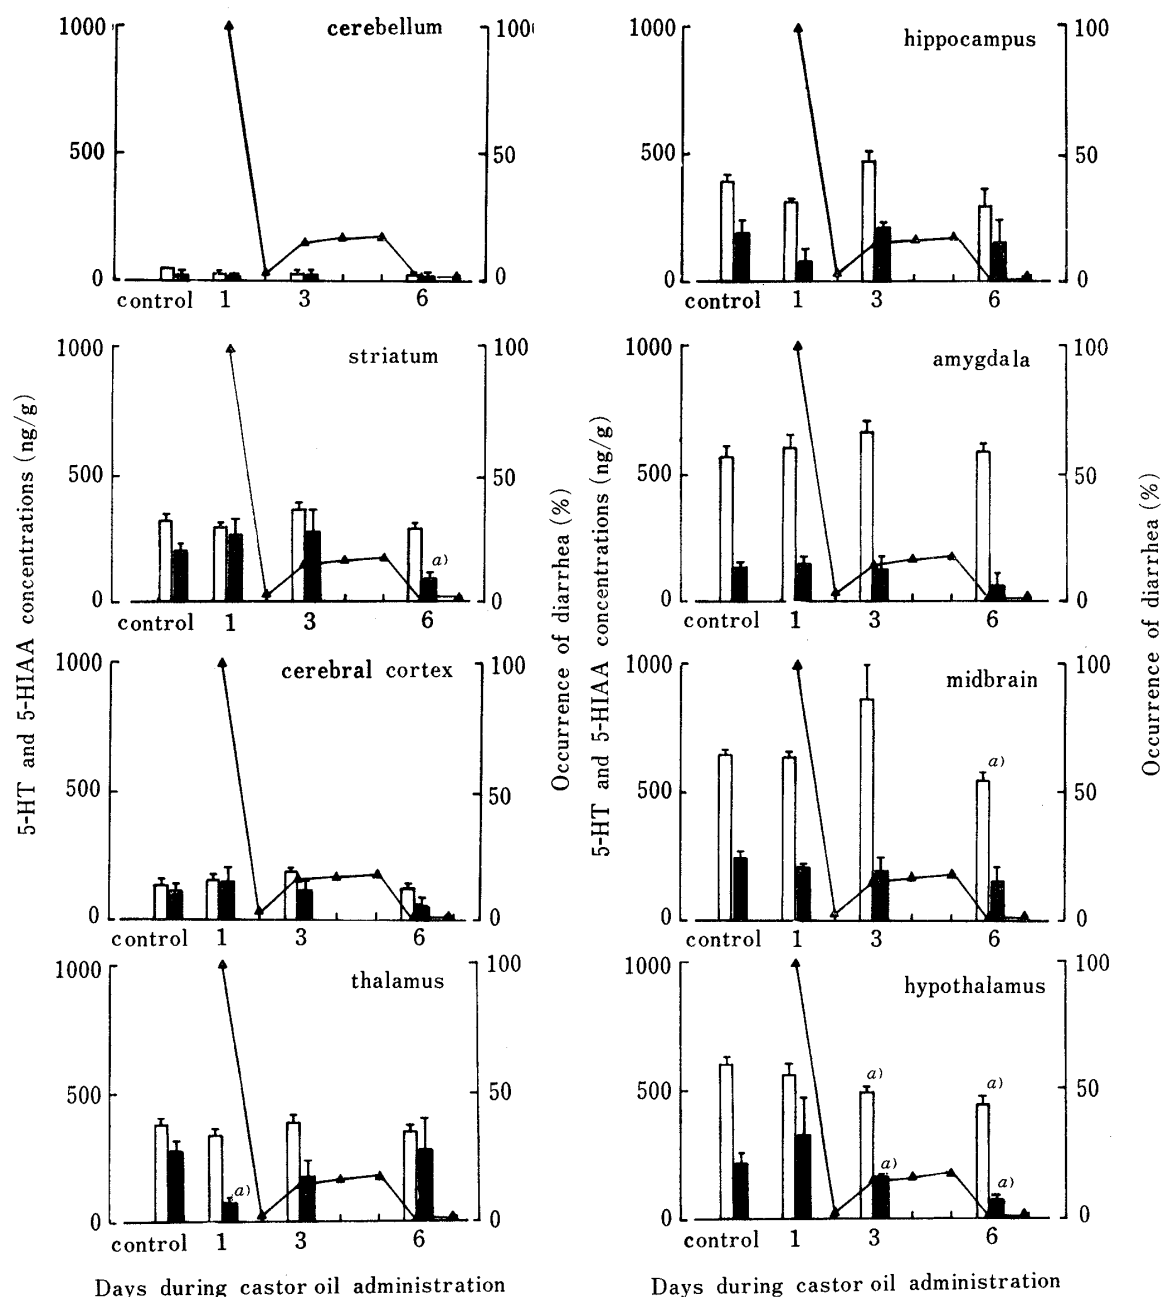 cerebellum
1000
500
0
100
50
0
control 1 3 6
hippocampus
1000
500
0
100
50
0
control 1 3 6
striatum
1000
500
0
100
50
0
a)
control 1 3 6
amygdala
1000
500
0
100
50
0
control 1 3 6
cerebral cortex
1000
500
0
100
50
0
control 1 3 6
midbrain
1000
500
0
100
50
0
a)
control 1 3 6
thalamus
1000
500
0
100
50
0
a)
control 1 3 6
hypothalamus
1000
500
0
100
50
0
a)
a)
a)
a)
control 1 3 6
5-HT and 5-HIAA concentrations (ng/g)
Occurrence of diarrhea (%)
5-HT and 5-HIAA concentrations (ng/g)
Occurrence of diarrhea (%)
Days during castor oil administration
Days during castor oil administration